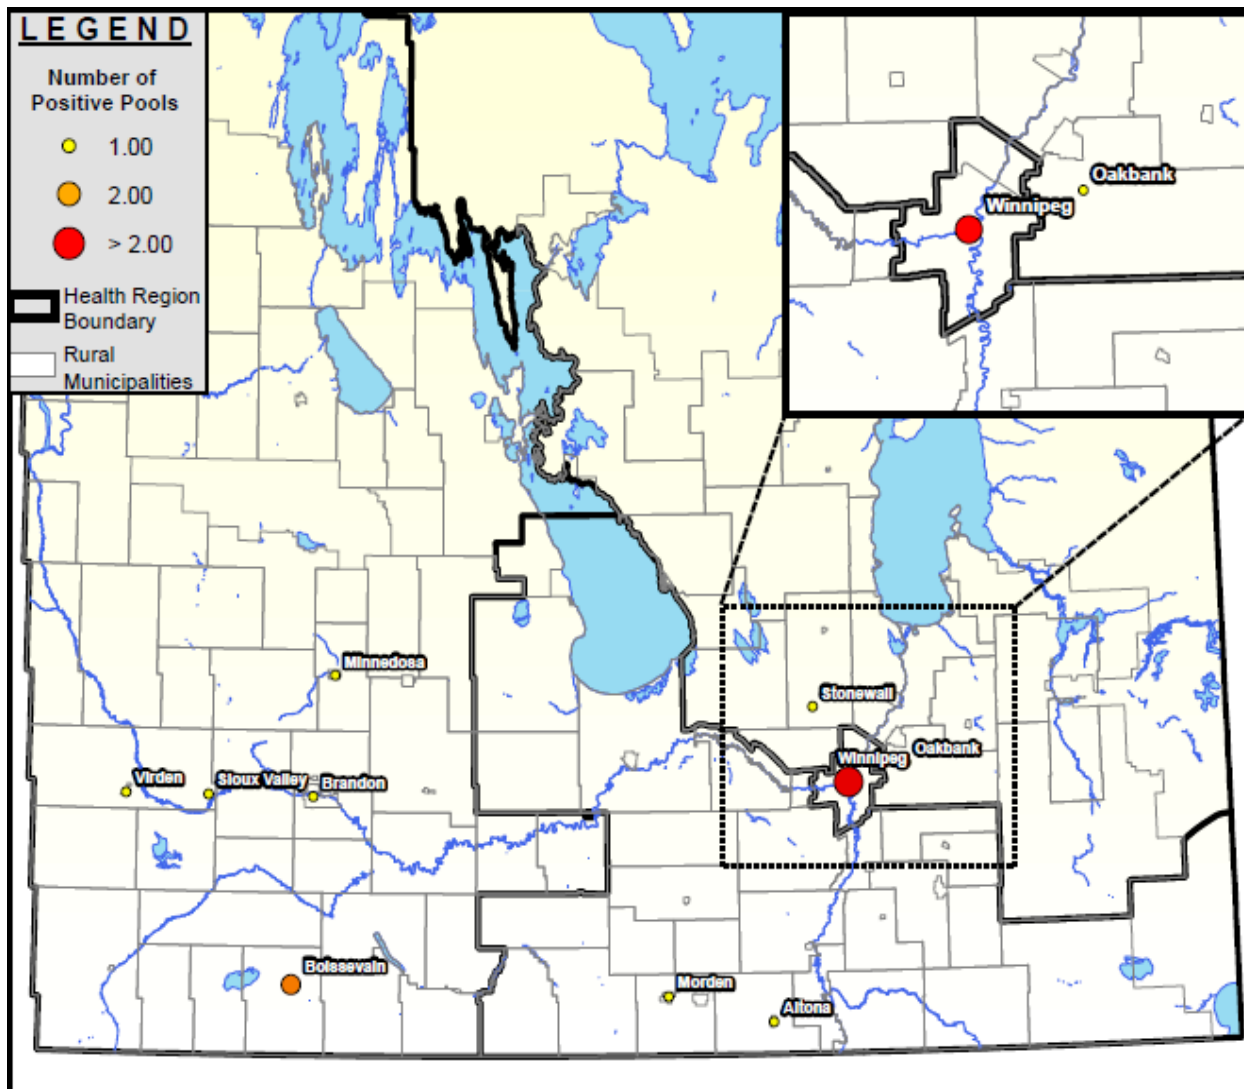 LEGEND
Number of
Positive Pools
1.00
2.00
> 2.00
Health Region
Boundary
Rural
Municipalities
Oakbank
Winnipeg
Minnedosa
Stonewall
Winnipeg
Oakbank
Virden
Sioux Valley
Brandon
Boissevain
Morden
Altona